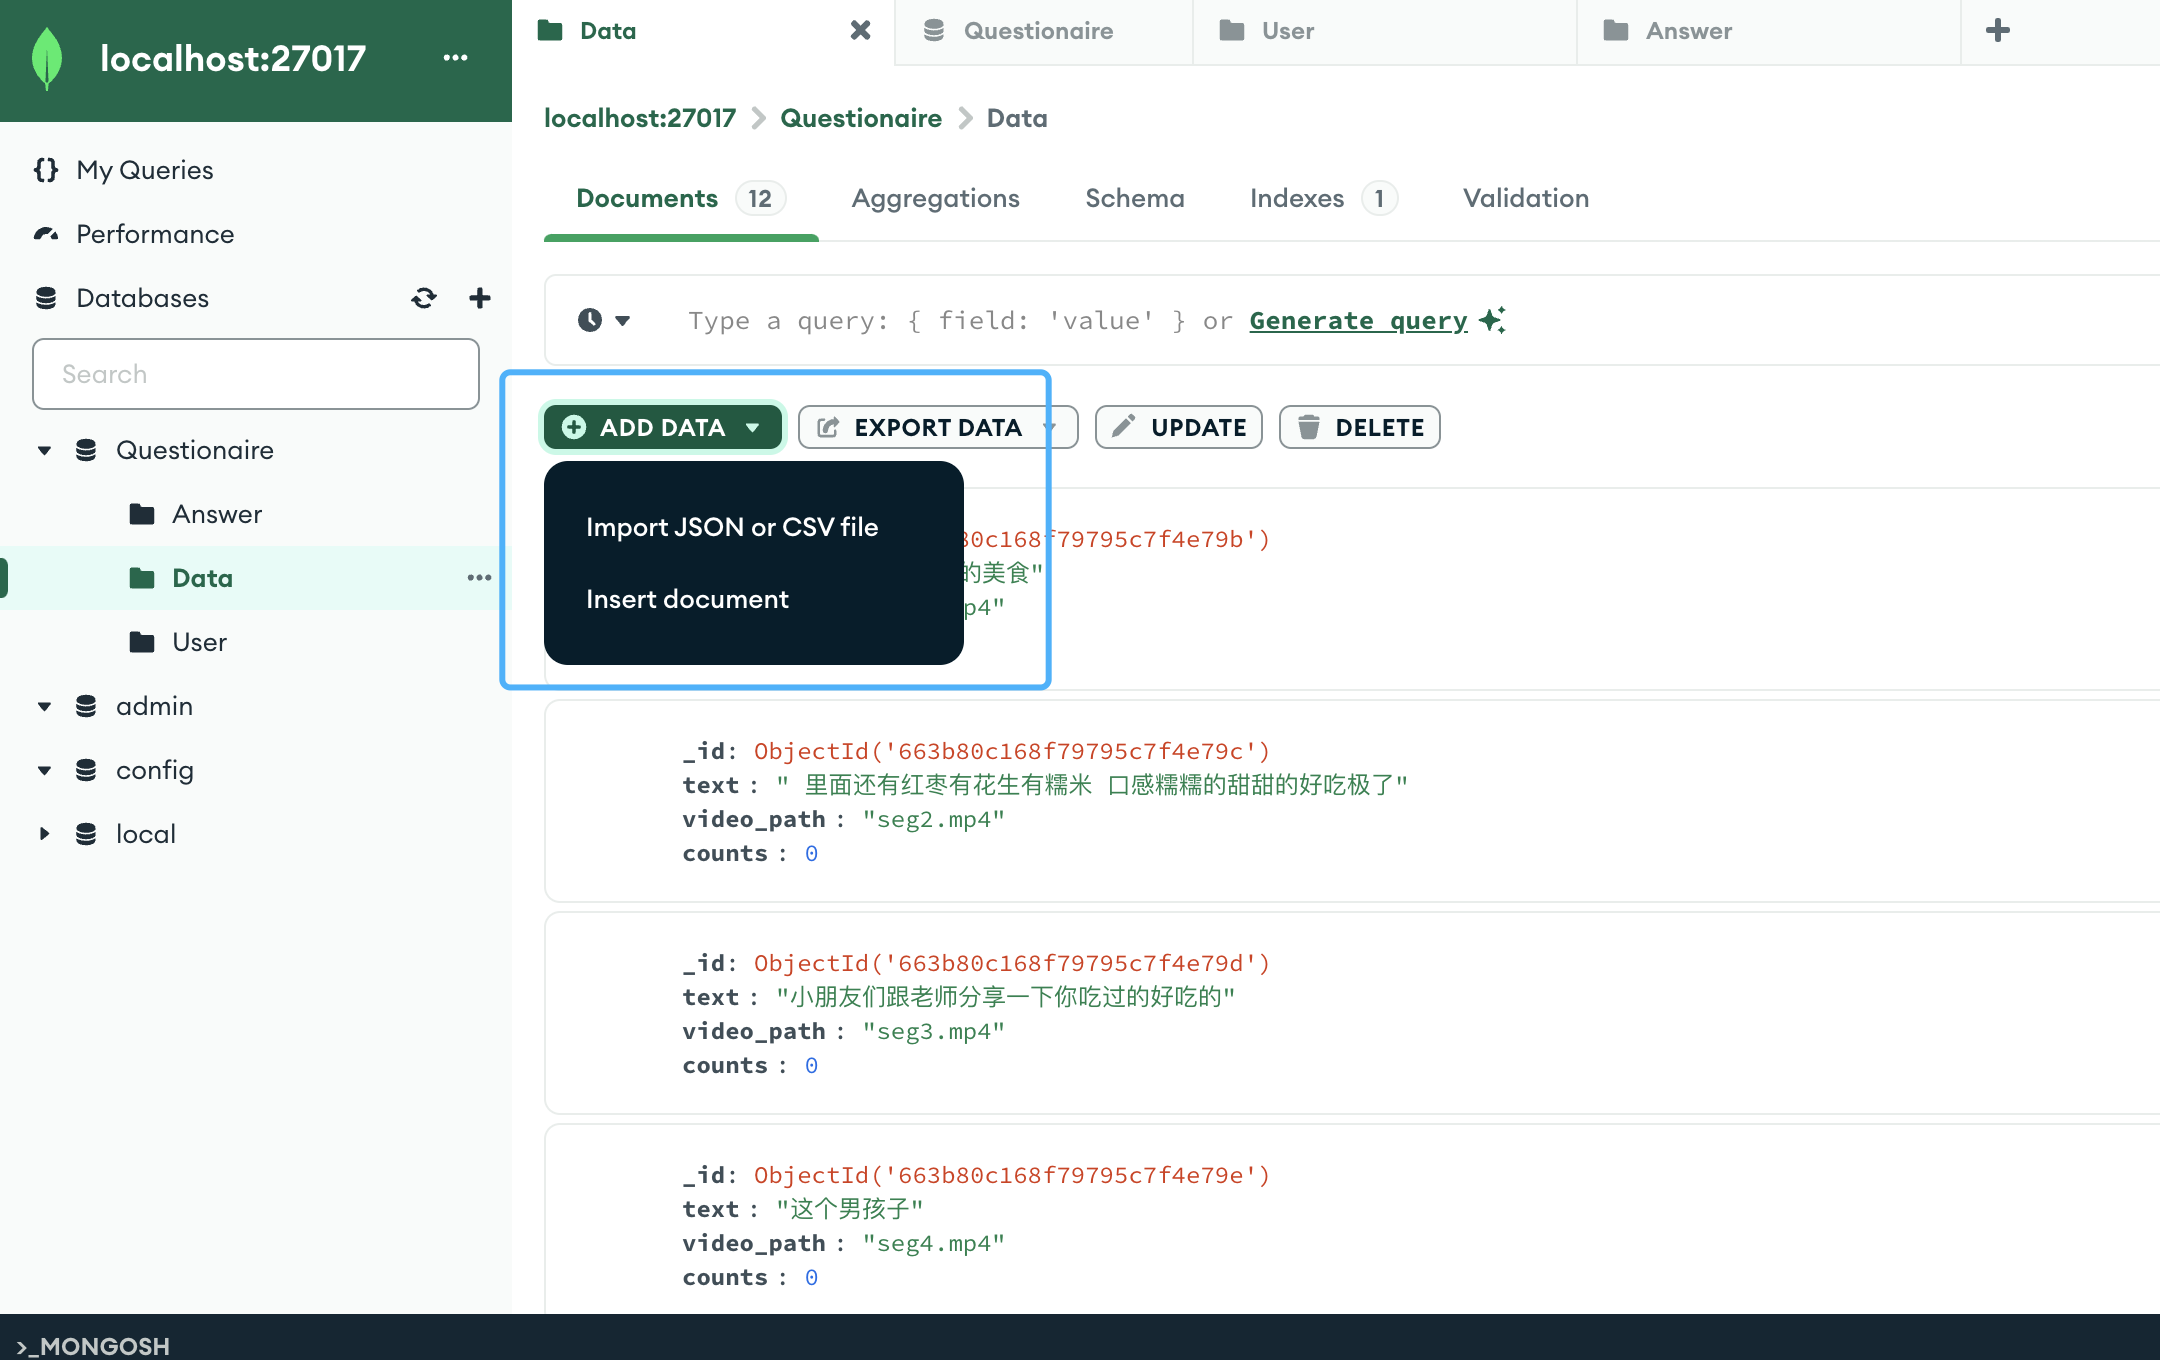 localhost:27017
My Queries
Performance
Databases
Search
Questionaire
Answer
Data
User
admin
config
local
Data
Questionaire
User
Answer
localhost:27017 > Questionaire > Data
Documents 12 Aggregations Schema Indexes 1 Validation
Type a query: { field: 'value' } or Generate query
ADD DATA EXPORT DATA UPDATE DELETE
Import JSON or CSV file
Insert document
80c168f79795c7f4e79b')
的美食"
p4"
_id: ObjectId('663b80c168f79795c7f4e79c')
text : " 里面还有红枣有花生有糯米 口感糯糯的甜甜的好吃极了"
video_path : "seg2.mp4"
counts : 0
_id: ObjectId('663b80c168f79795c7f4e79d')
text : "小朋友们跟老师分享一下你吃过的好吃的"
video_path : "seg3.mp4"
counts : 0
_id: ObjectId('663b80c168f79795c7f4e79e')
text : "这个男孩子"
video_path : "seg4.mp4"
counts : 0
>_MONGOSH